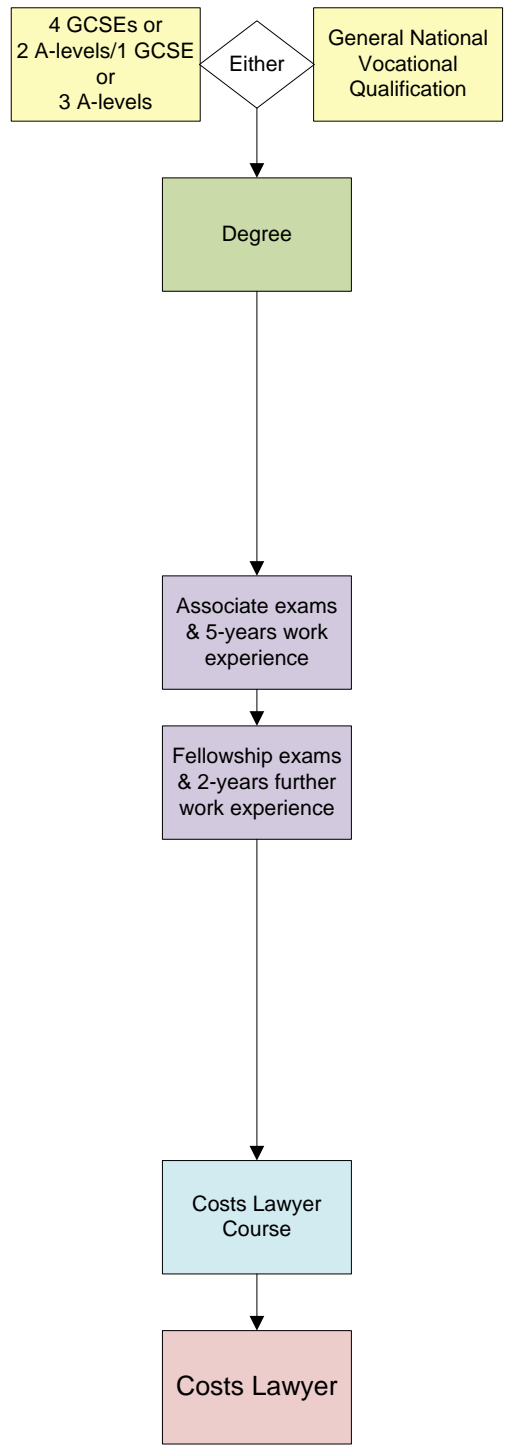 4 GCSEs or
2 A-levels/1 GCSE
or
3 A-levels
Either
General National
Vocational
Qualification
Degree
Associate exams
& 5-years work
experience
Fellowship exams
& 2-years further
work experience
Costs Lawyer
Course
Costs Lawyer